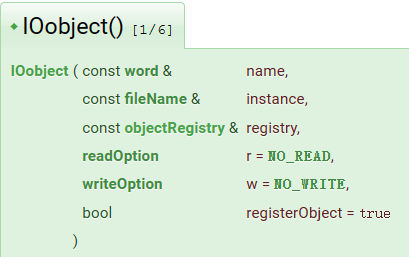 ◆ IOobject() [1/6]
IOobject ( const word & name,
const fileName & instance,
const objectRegistry & registry,
readOption r = NO_READ,
writeOption w = NO_WRITE,
bool registerObject = true
)